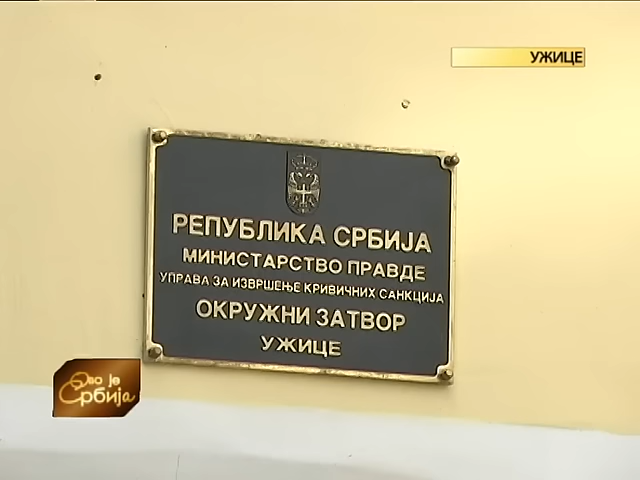 УЖИЦЕ
РЕПУБЛИКА СРБИЈА
МИНИСТАРСТВО ПРАВДЕ
УПРАВА ЗА ИЗВРШЕЊЕ КРИВИЧНИХ САНКЦИЈА
ОКРУЖНИ ЗАТВОР
УЖИЦЕ
Ово је
Србија